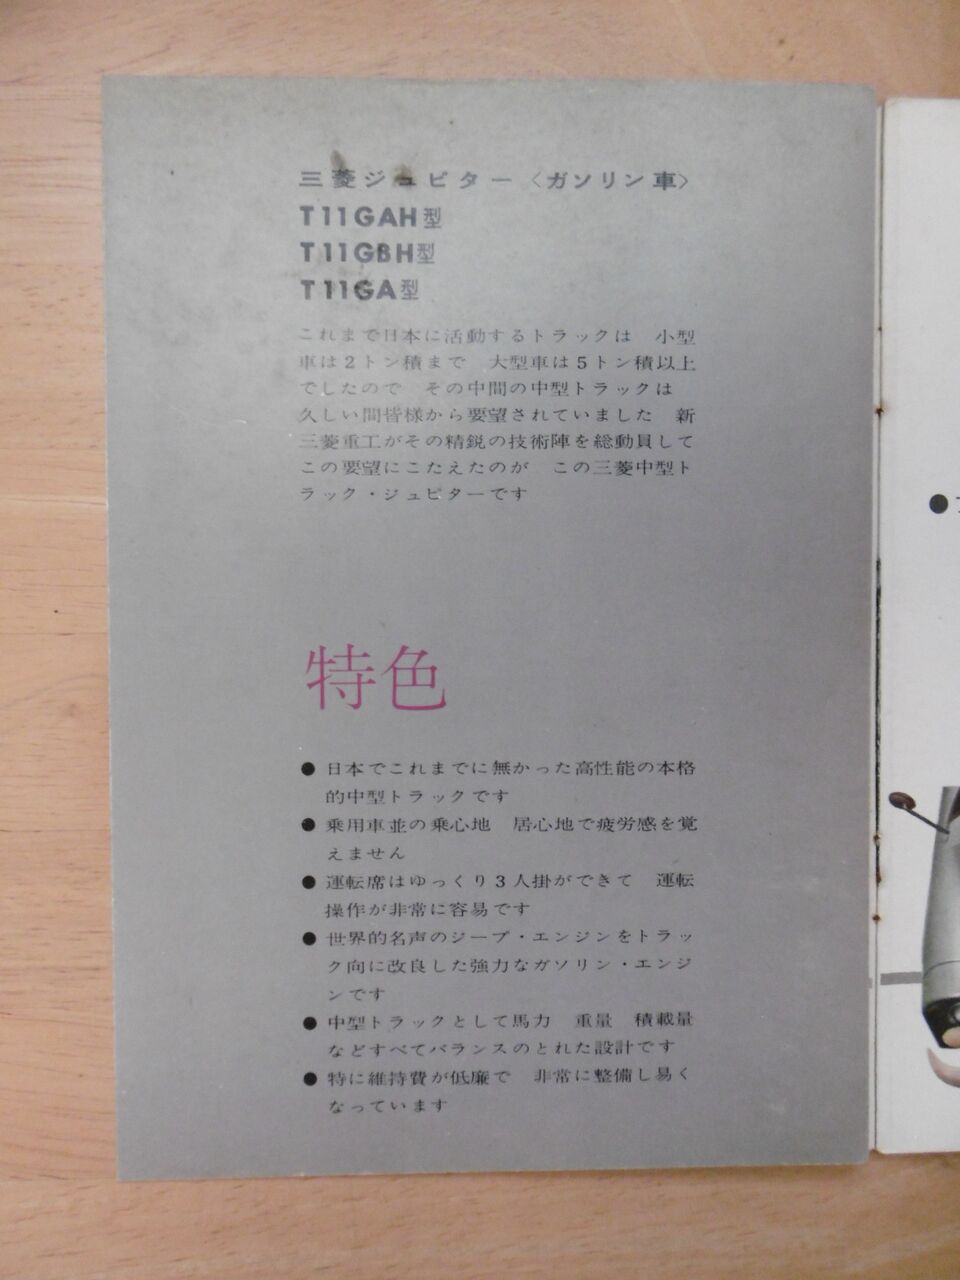 三菱ジュピター〈ガソリン車〉
T11GAH型
T11GBH型
T11GA型
これまで日本に活動するトラックは　小型
車は2トン積まで　大型車は5トン積以上
でしたので　その中間の中型トラックは
久しい間皆様から要望されていました　新
三菱重工がその精鋭の技術陣を総動員して
この要望にこたえたのが　この三菱中型ト
ラック・ジュピターです
特色
●日本でこれまでに無かった高性能の本格
的中型トラックです
●乗用車並の乗心地　居心地で疲労感を覚
えません
●運転席はゆっくり3人掛ができて　運転
操作が非常に容易です
●世界的名声のジープ・エンジンをトラッ
ク向に改良した強力なガソリン・エンジ
ンです
●中型トラックとして馬力　重量　積載量
などすべてバランスのとれた設計です
●特に維持費が低廉で　非常に整備し易く
なっています
●